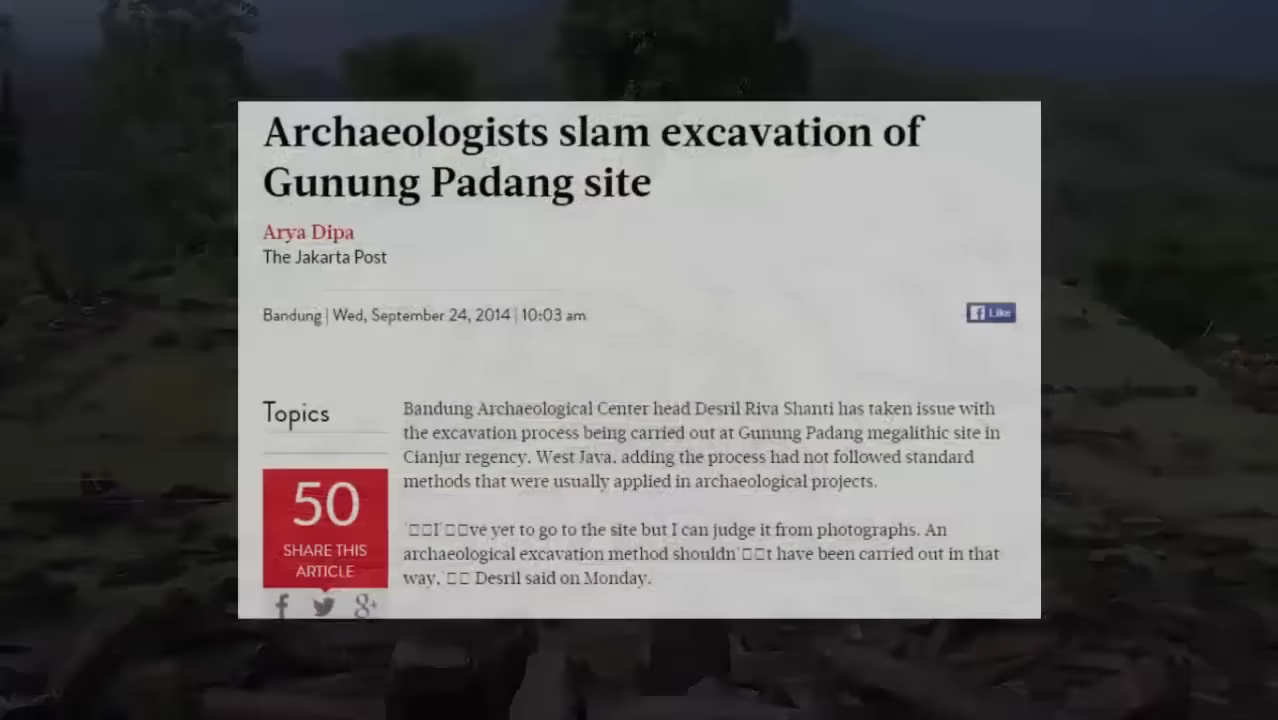 Archaeologists slam excavation of
Gunung Padang site
Arya Dipa
The Jakarta Post
Bandung | Wed, September 24, 2014 | 10:03 am
Like
Topics
Bandung Archaeological Center head Desril Riva Shanti has taken issue with
the excavation process being carried out at Gunung Padang megalithic site in
Cianjur regency, West Java, adding the process had not followed standard
methods that were usually applied in archaeological projects.
50
SHARE THIS
ARTICLE
'□□I'□□ve yet to go to the site but I can judge it from photographs. An
archaeological excavation method shouldn'□□t have been carried out in that
way,'□□ Desril said on Monday.